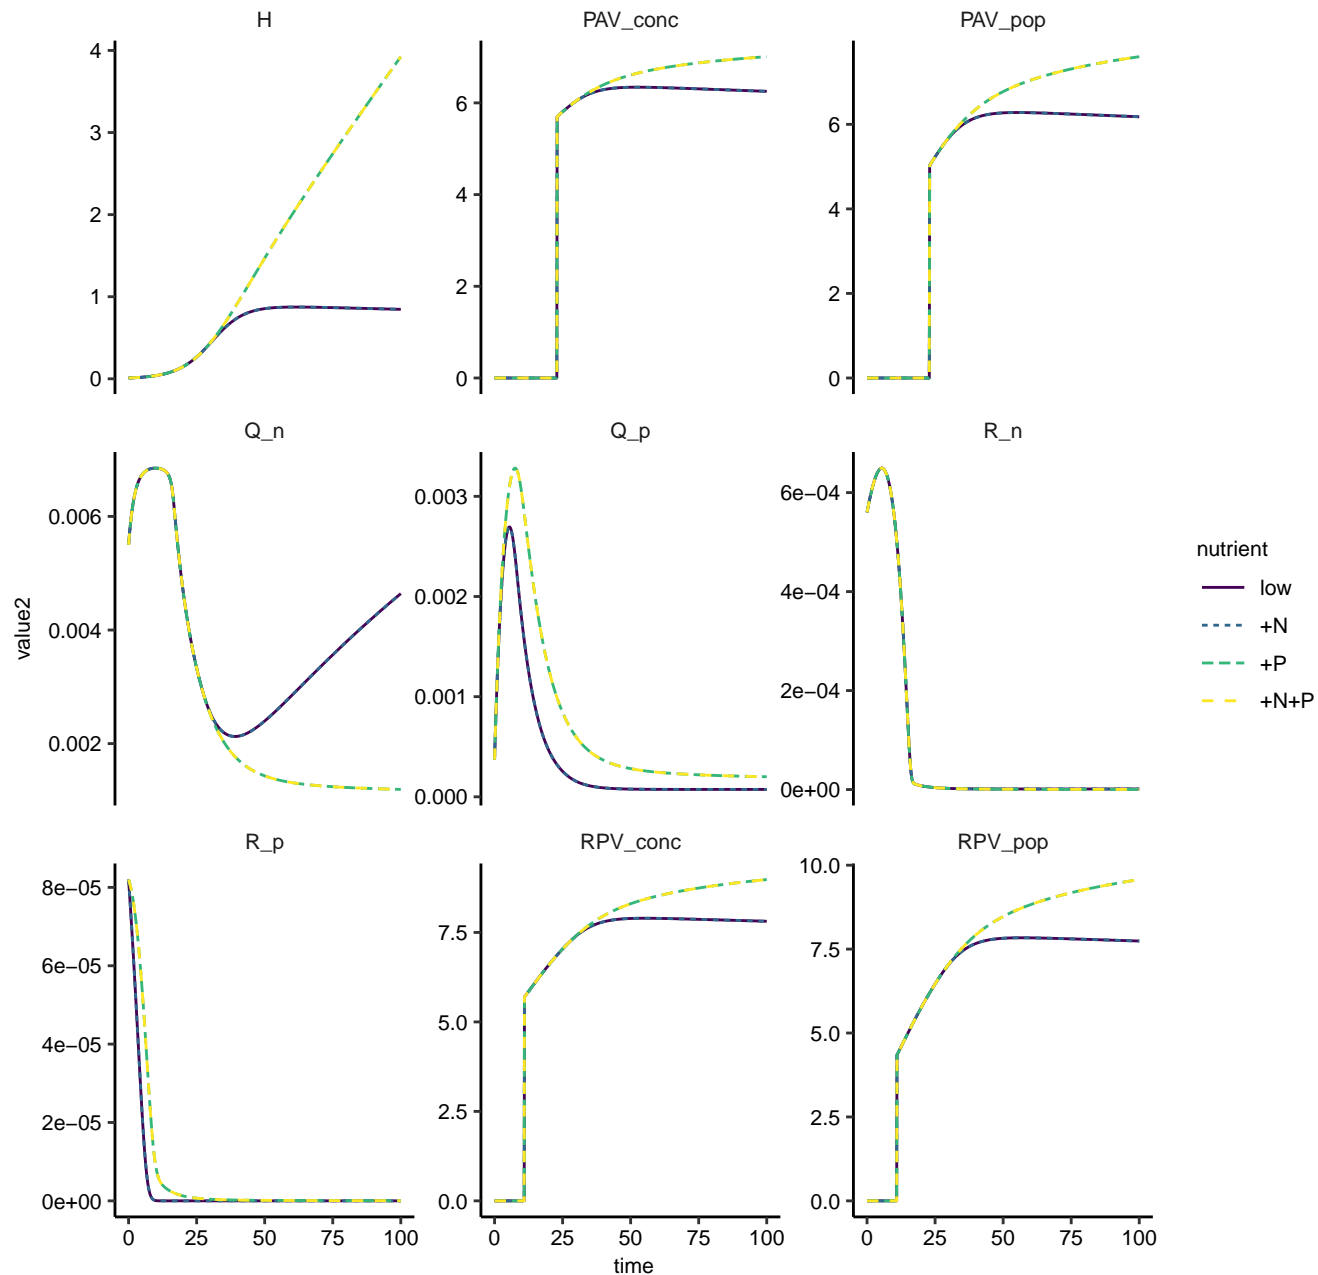 H
PAV_conc
PAV_pop
4
3
2
1
0
6
4
2
0
6
4
2
0
Q_n
Q_p
R_n
0.006
0.004
0.002
0.003
0.002
0.001
0.000
6e−04
4e−04
2e−04
0e+00
R_p
RPV_conc
RPV_pop
8e−05
6e−05
4e−05
2e−05
0e+00
7.5
5.0
2.5
0.0
10.0
7.5
5.0
2.5
0.0
0 25 50 75 100
0 25 50 75 100
0 25 50 75 100
time
value2
nutrient
low
+N
+P
+N+P